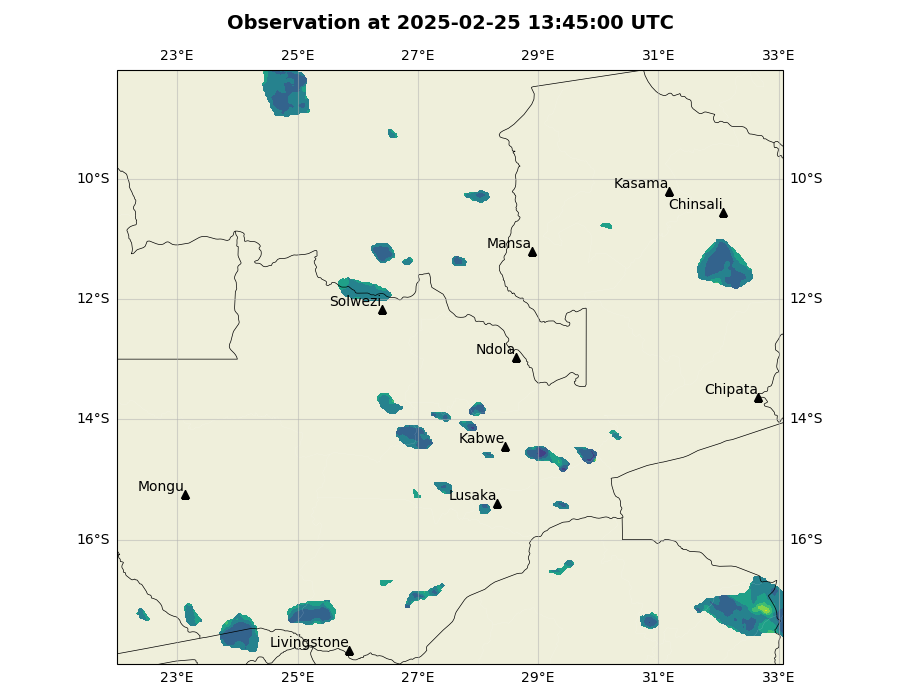 Observation at 2025-02-25 13:45:00 UTC
23°E 25°E 27°E 29°E 31°E 33°E
10°S 10°S
Kasama
Chinsali
Mansa
12°S 12°S
Solwezi
Ndola
Chipata
14°S 14°S
Kabwe
Mongu
Lusaka
16°S 16°S
Livingstone
23°E 25°E 27°E 29°E 31°E 33°E